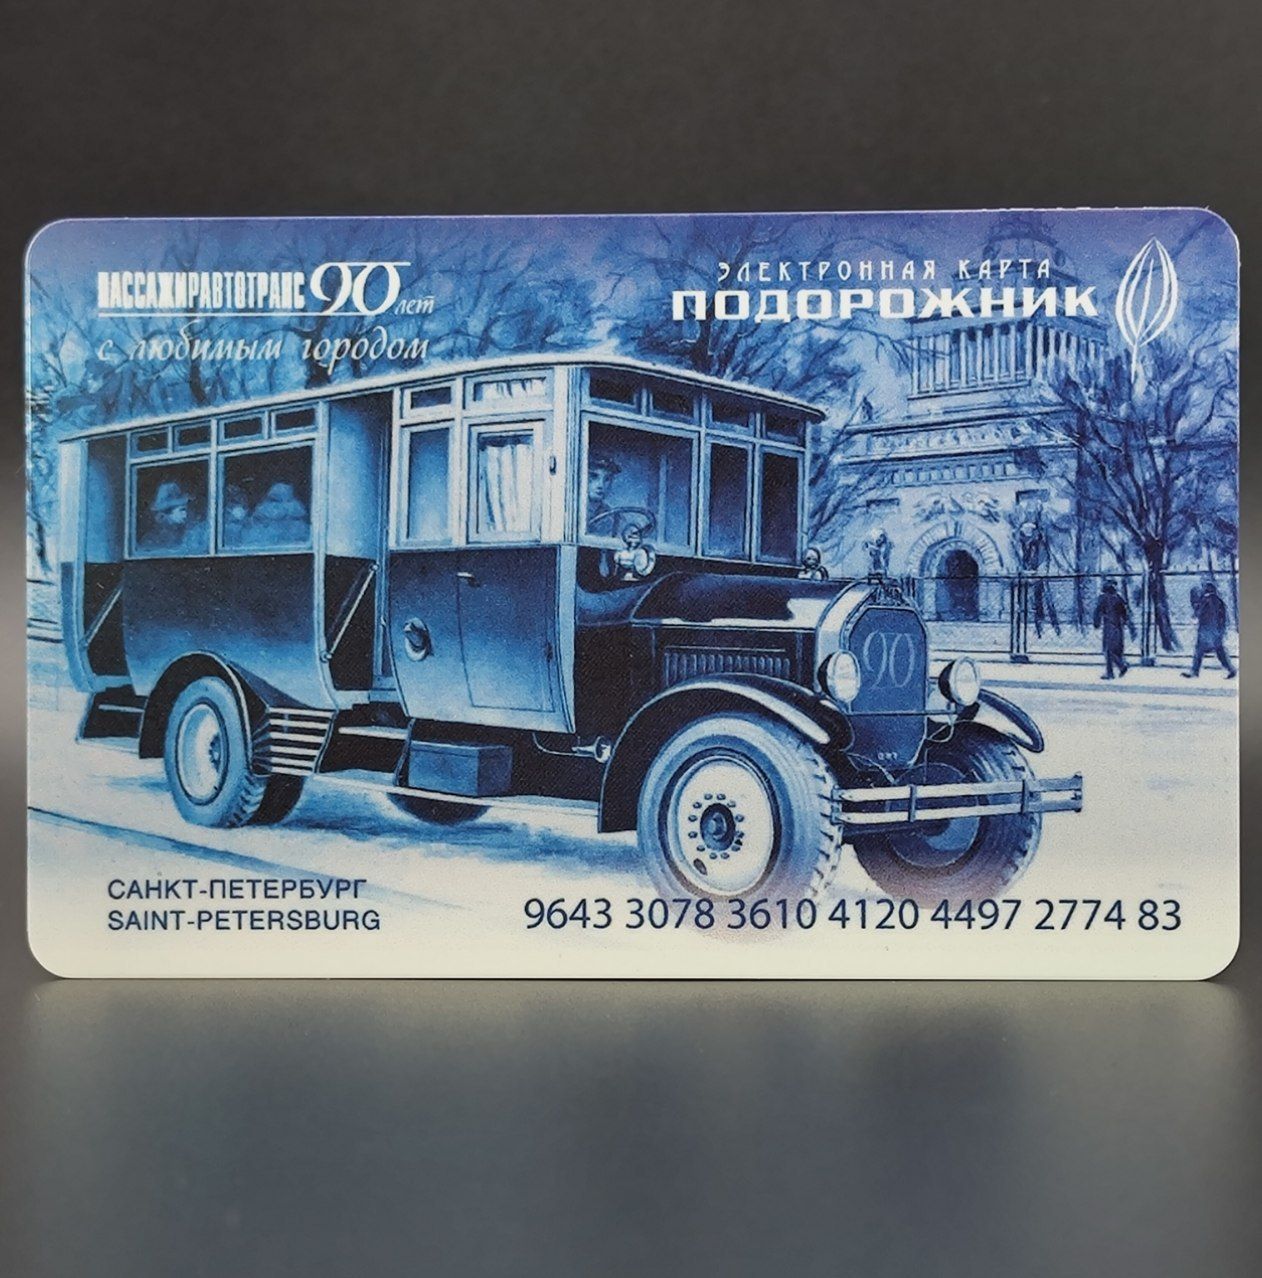 ПАССАЖИРАВТОТРАНС 90 лет
с любимым городом
ЭЛЕКТРОННАЯ КАРТА
ПОДОРОЖНИК
90
САНКТ-ПЕТЕРБУРГ
SAINT-PETERSBURG
9643 3078 3610 4120 4497 2774 83